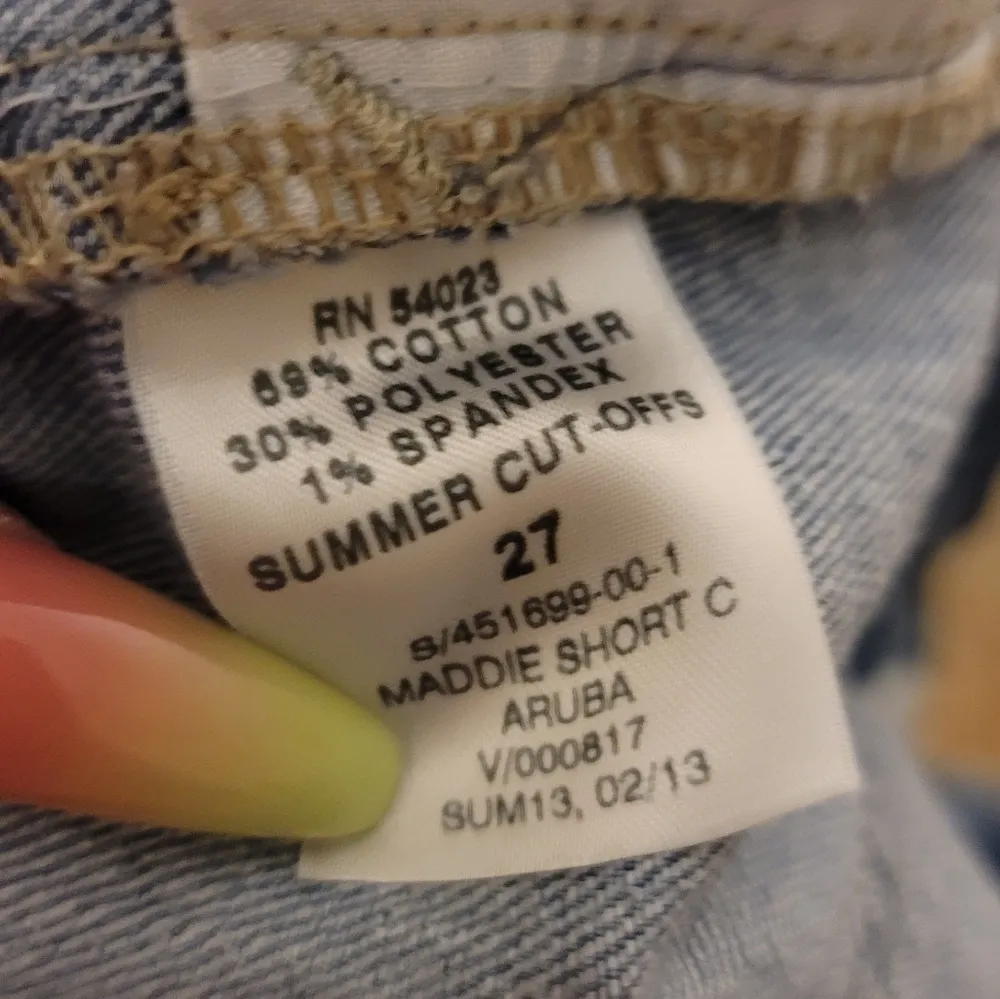 RN 54023
69% COTTON
30% POLYESTER
1% SPANDEX
SUMMER CUT-OFFS
27
S/451699-00-1
MADDIE SHORT C
ARUBA
V/000817
SUM13, 02/13